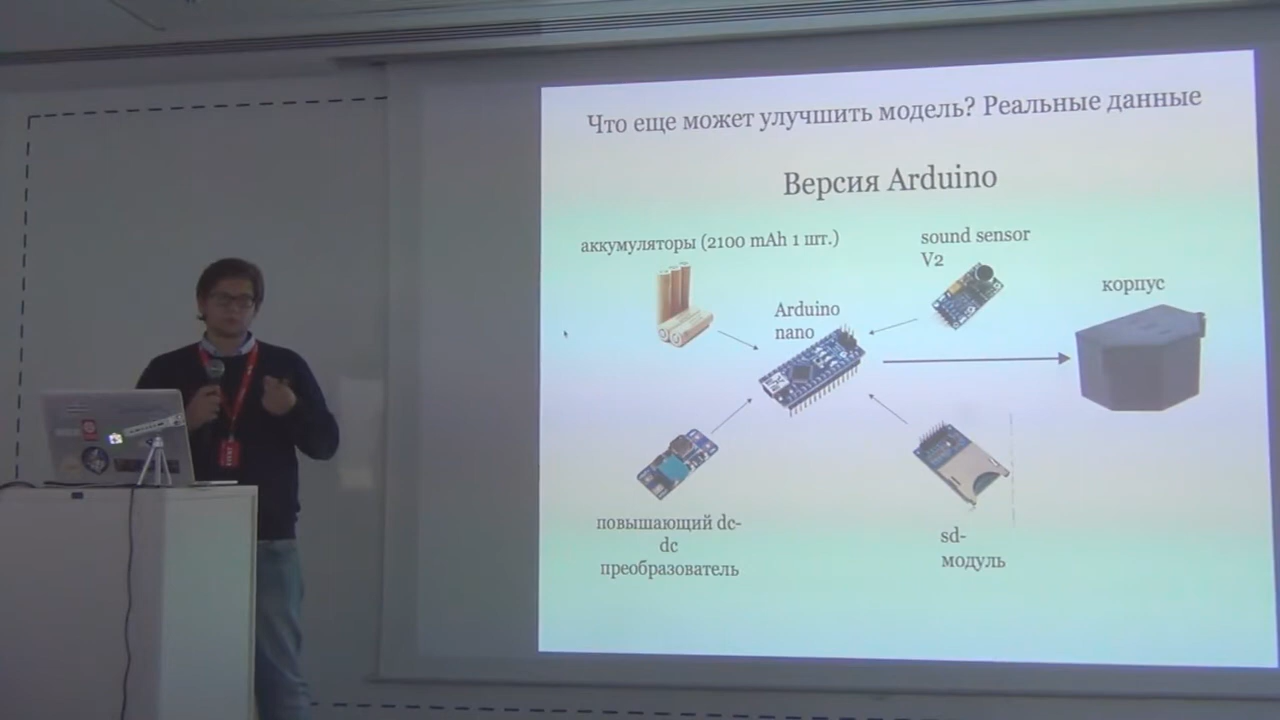 Что еще может улучшить модель? Реальные данные
Версия Arduino
аккумуляторы (2100 mAh 1 шт.)
sound sensor
V2
корпус
Arduino
nano
повышающий dc-
dc
преобразователь
sd-
модуль